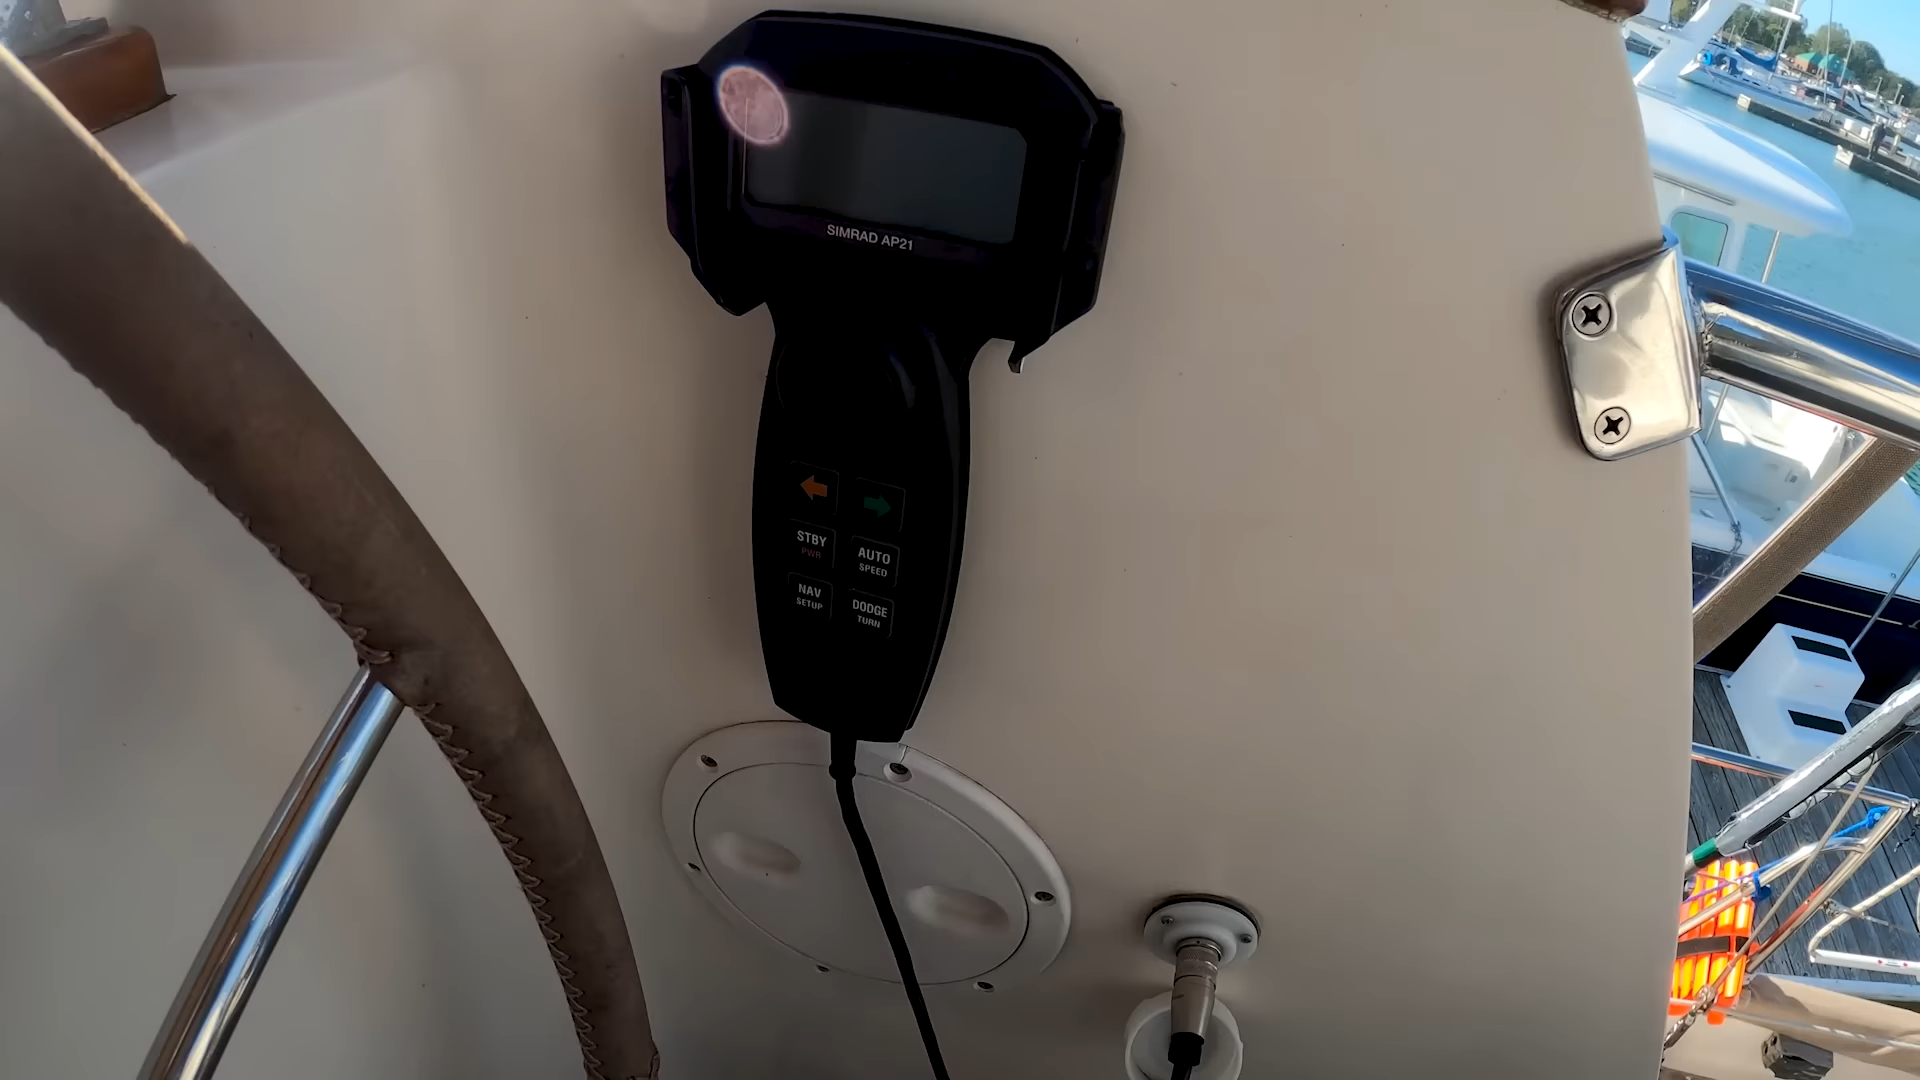 SIMRAD AP21
STBY
PWR
AUTO
SPEED
NAV
SETUP
DODGE
TURN